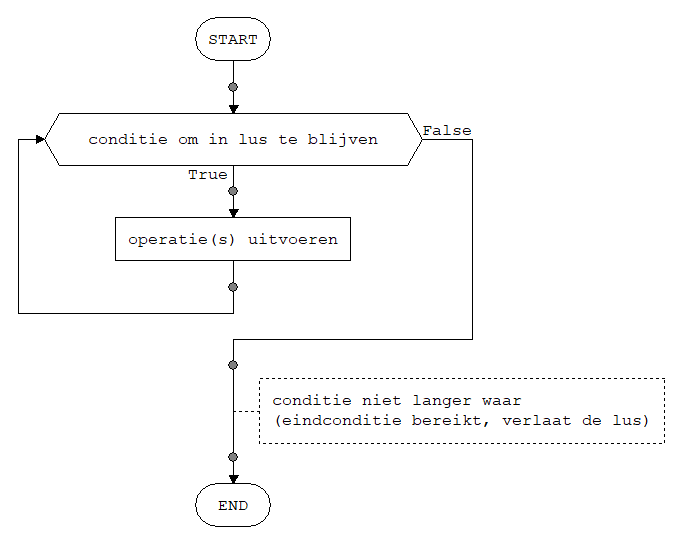 START
conditie om in lus te blijven
False
True
operatie(s) uitvoeren
conditie niet langer waar
(eindconditie bereikt, verlaat de lus)
END